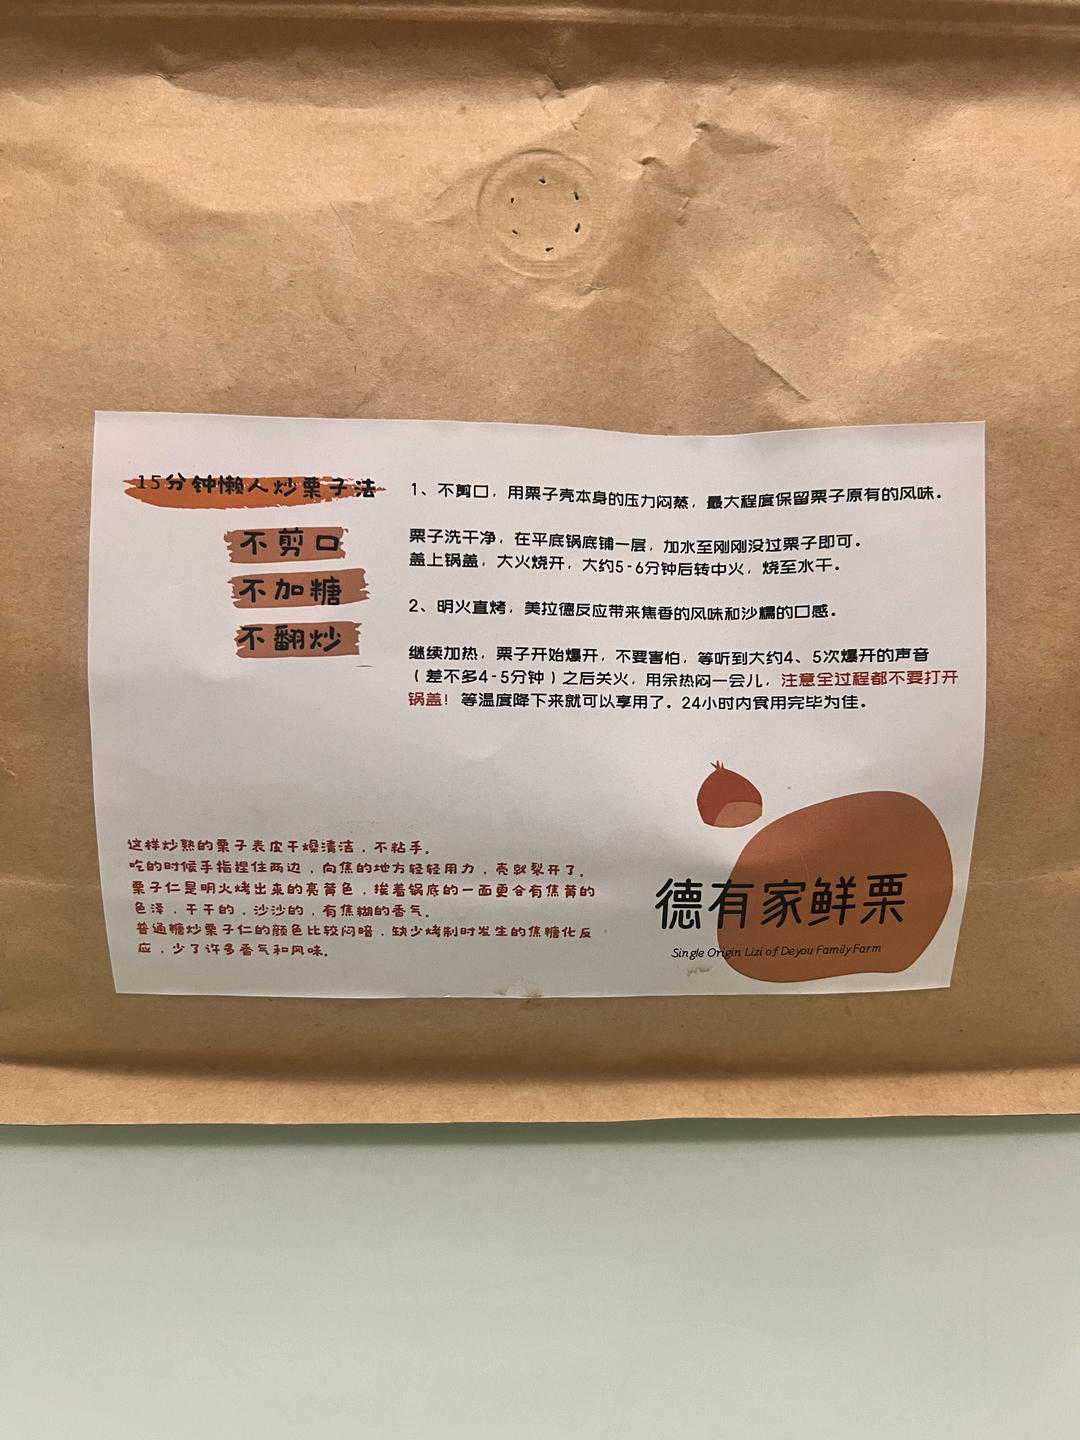 15分钟懒人炒栗子法
不剪口
不加糖
不翻炒
1、不剪口，用栗子壳本身的压力闷蒸，最大程度保留栗子原有的风味。
栗子洗干净，在平底锅底铺一层，加水至刚刚没过栗子即可。
盖上锅盖，大火烧开，大约5-6分钟后转中火，烧至水干。
2、明火直烤，美拉德反应带来焦香的风味和沙糯的口感。
继续加热，栗子开始爆开，不要害怕，等听到大约4、5次爆开的声音
（差不多4-5分钟）之后关火，用余热闷一会儿，注意全过程都不要打开
锅盖！等温度降下来就可以享用了。24小时内食用完毕为佳。
这样炒熟的栗子表皮干燥清洁，不粘手。
吃的时候手指捏住两边，向焦的地方轻轻用力，壳就裂开了。
栗子仁是明火烤出来的亮黄色，挨着锅底的一面更会有焦黄的
色泽，干干的，沙沙的，有焦糊的香气。
普通糖炒栗子仁的颜色比较闷暗，缺少烤制时发生的焦糖化反
应，少了许多香气和风味。
德有家鲜栗
Single Origin Lizi of Deyou Family Farm